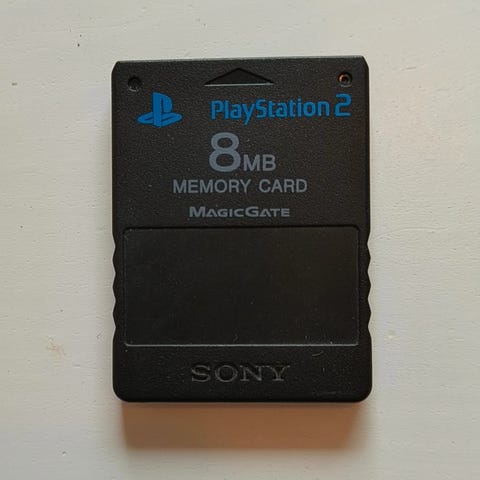 PlayStation 2
8MB
MEMORY CARD
MAGICGATE
SONY